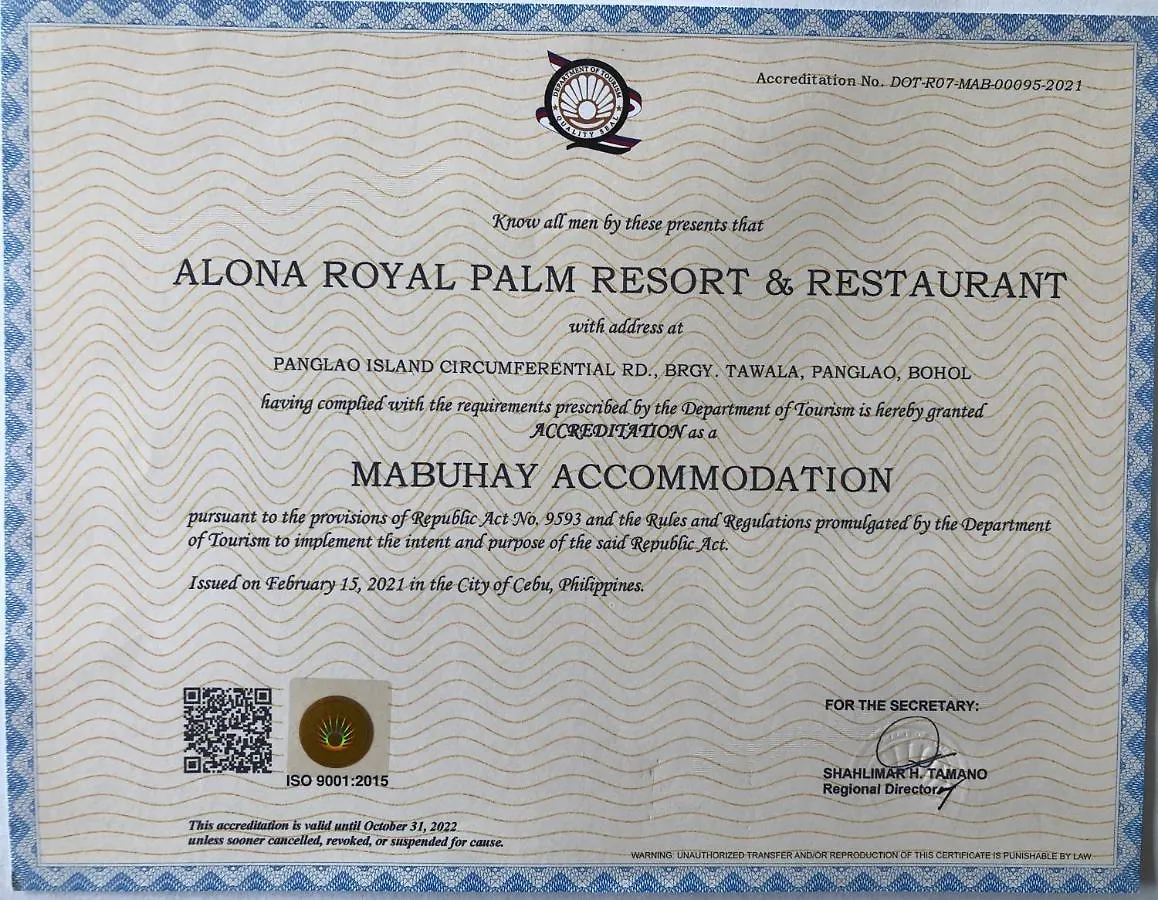 DEPARTMENT OF TOURISM
QUALITY SEAL
Accreditation No. DOT-R07-MAB-00095-2021
Know all men by these presents that
ALONA ROYAL PALM RESORT & RESTAURANT
with address at
PANGLAO ISLAND CIRCUMFERENTIAL RD., BRGY. TAWALA, PANGLAO, BOHOL
having complied with the requirements prescribed by the Department of Tourism is hereby granted
ACCREDITATION as a
MABUHAY ACCOMMODATION
pursuant to the provisions of Republic Act No. 9593 and the Rules and Regulations promulgated by the Department
of Tourism to implement the intent and purpose of the said Republic Act.
Issued on February 15, 2021 in the City of Cebu, Philippines.
ISO 9001:2015
FOR THE SECRETARY:
SHAHLIMAR H. TAMANO
Regional Director
This accreditation is valid until October 31, 2022
unless sooner cancelled, revoked, or suspended for cause.
WARNING: UNAUTHORIZED TRANSFER AND/OR REPRODUCTION OF THIS CERTIFICATE IS PUNISHABLE BY LAW.